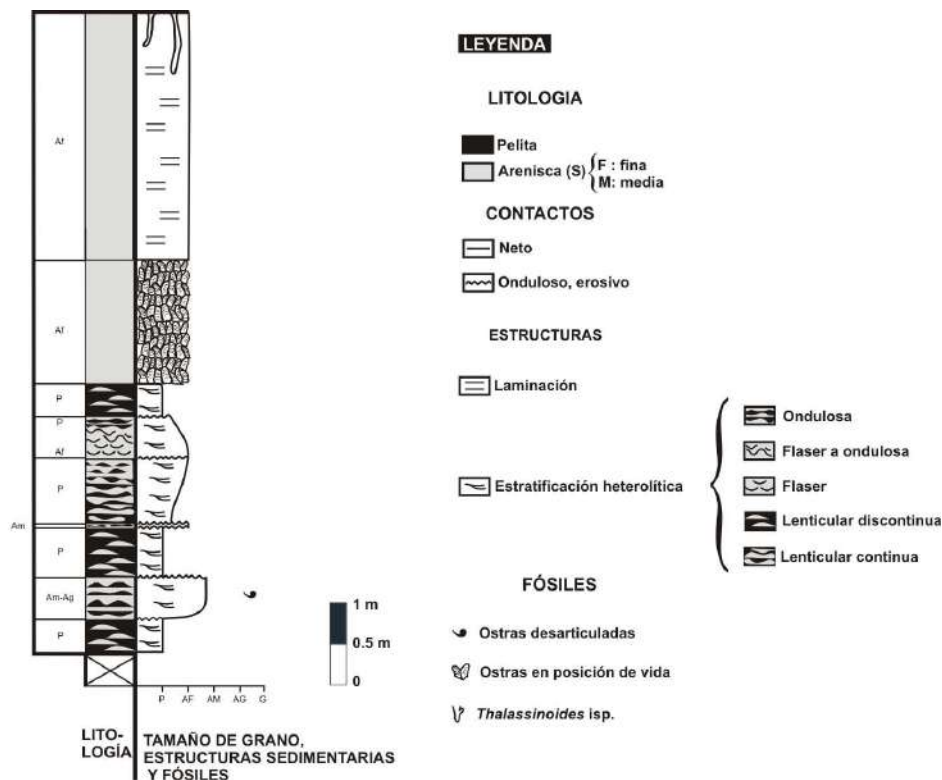 Af
Af
P
P
Af
P
Am
P
Am-Ag
P
P AF AM AG G
LITO-
LOGÍA
TAMAÑO DE GRANO,
ESTRUCTURAS SEDIMENTARIAS
Y FÓSILES
1 m
0.5 m
0
LEYENDA
LITOLOGIA
Pelita
Arenisca (S)
F : fina
M: media
CONTACTOS
Neto
Onduloso, erosivo
ESTRUCTURAS
Laminación
Estratificación heterolítica
Ondulosa
Flaser a ondulosa
Flaser
Lenticular discontinua
Lenticular continua
FÓSILES
Ostras desarticuladas
Ostras en posición de vida
Thalassinoides isp.